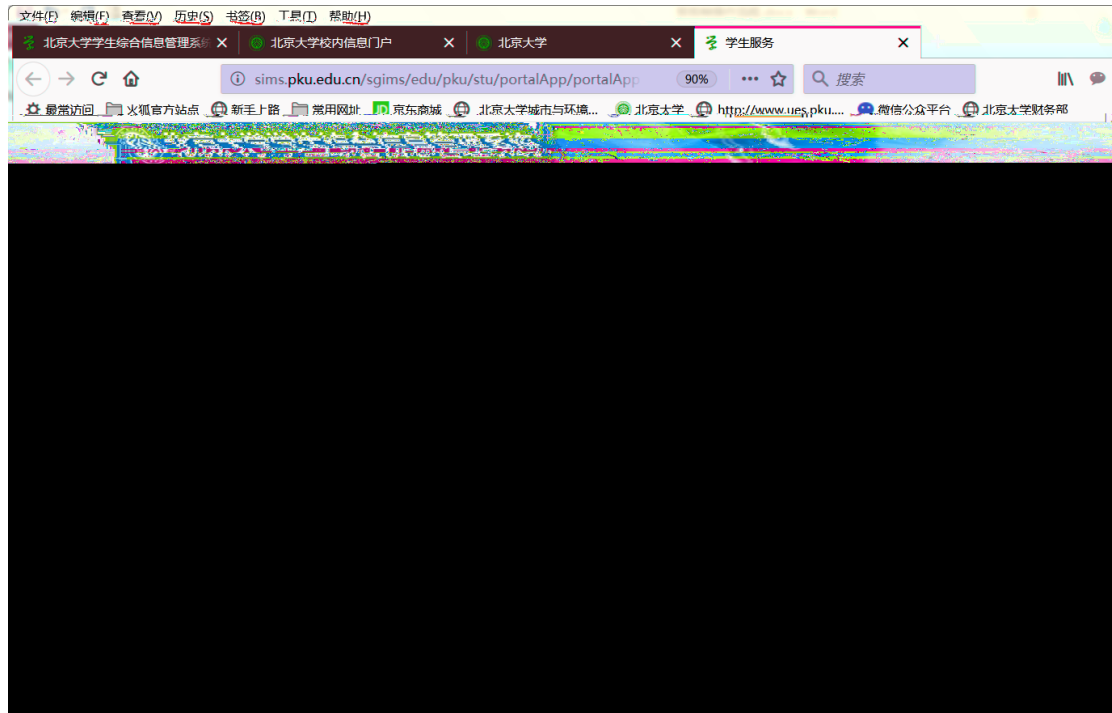 文件(F) 编辑(E) 查看(V) 历史(S) 书签(B) 工具(T) 帮助(H)
北京大学学生综合信息管理系统 北京大学校内信息门户 北京大学 学生服务
sims.pku.edu.cn/sgims/edu/pku/stu/portalApp/portalApp 90% ••• 搜索
最常访问 火狐官方站点 新手上路 常用网址 JD 京东商城 北京大学城市与环境... 北京大学 http://www.ues.pku.... 微信公众平台 北京大学财务部